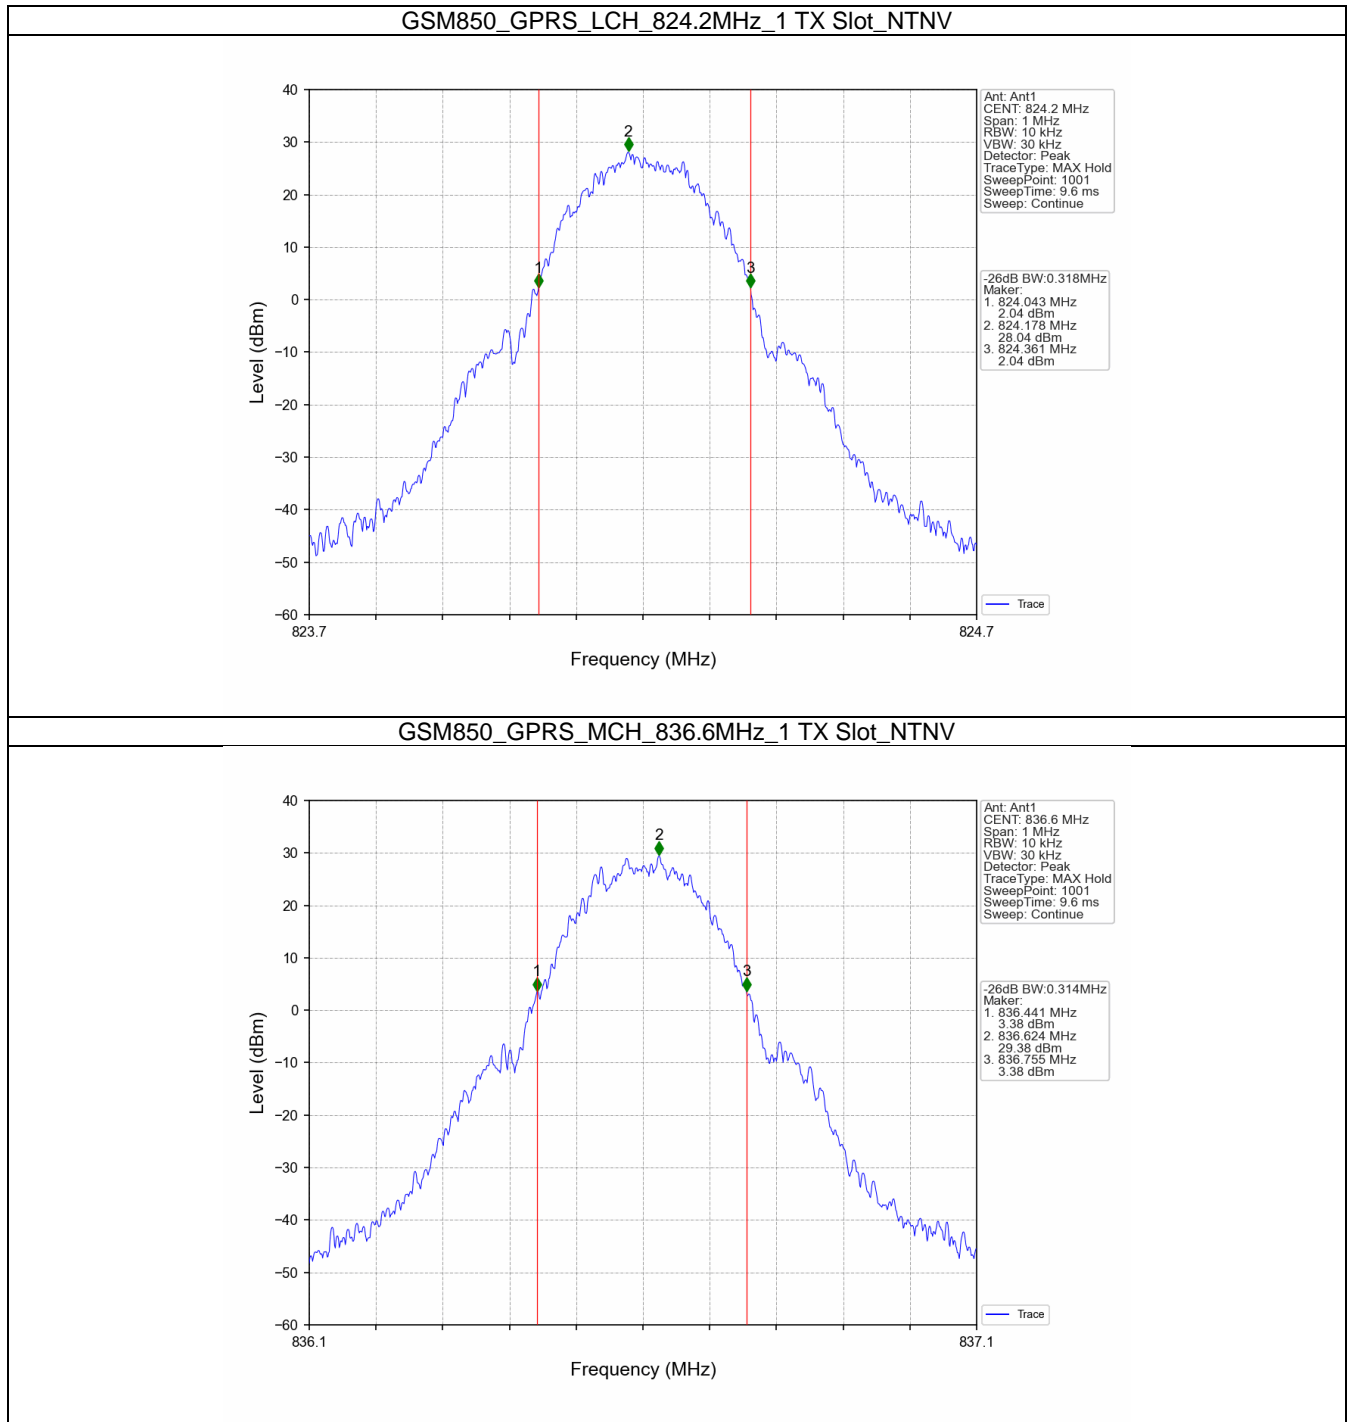 GSM850_GPRS_LCH_824.2MHz_1 TX Slot_NTNV
40
30
20
10
0
−10
−20
−30
−40
−50
−60
Level (dBm)
1
2
3
823.7
824.7
Frequency (MHz)
Ant: Ant1
CENT: 824.2 MHz
Span: 1 MHz
RBW: 10 kHz
VBW: 30 kHz
Detector: Peak
TraceType: MAX Hold
SweepPoint: 1001
SweepTime: 9.6 ms
Sweep: Continue
-26dB BW:0.318MHz
Maker:
1. 824.043 MHz
2.04 dBm
2. 824.178 MHz
28.04 dBm
3. 824.361 MHz
2.04 dBm
Trace
GSM850_GPRS_MCH_836.6MHz_1 TX Slot_NTNV
40
30
20
10
0
−10
−20
−30
−40
−50
−60
Level (dBm)
1
2
3
836.1
837.1
Frequency (MHz)
Ant: Ant1
CENT: 836.6 MHz
Span: 1 MHz
RBW: 10 kHz
VBW: 30 kHz
Detector: Peak
TraceType: MAX Hold
SweepPoint: 1001
SweepTime: 9.6 ms
Sweep: Continue
-26dB BW:0.314MHz
Maker:
1. 836.441 MHz
3.38 dBm
2. 836.624 MHz
29.38 dBm
3. 836.755 MHz
3.38 dBm
Trace